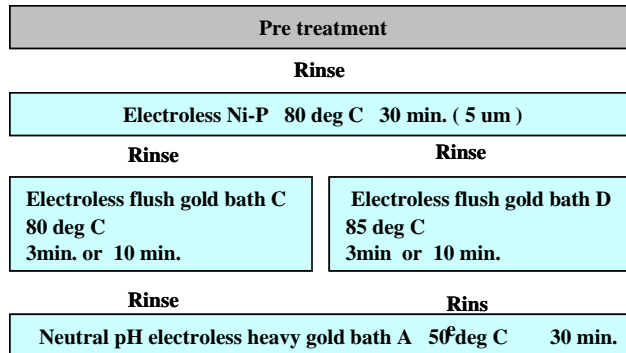 Pre treatment
Rinse
Electroless Ni-P 80 deg C 30 min. ( 5 um )
Rinse
Rinse
Electroless flush gold bath C
80 deg C
3min. or 10 min.
Electroless flush gold bath D
85 deg C
3min or 10 min.
Rinse
Rins
e
Neutral pH electroless heavy gold bath A 50 deg C 30 min.